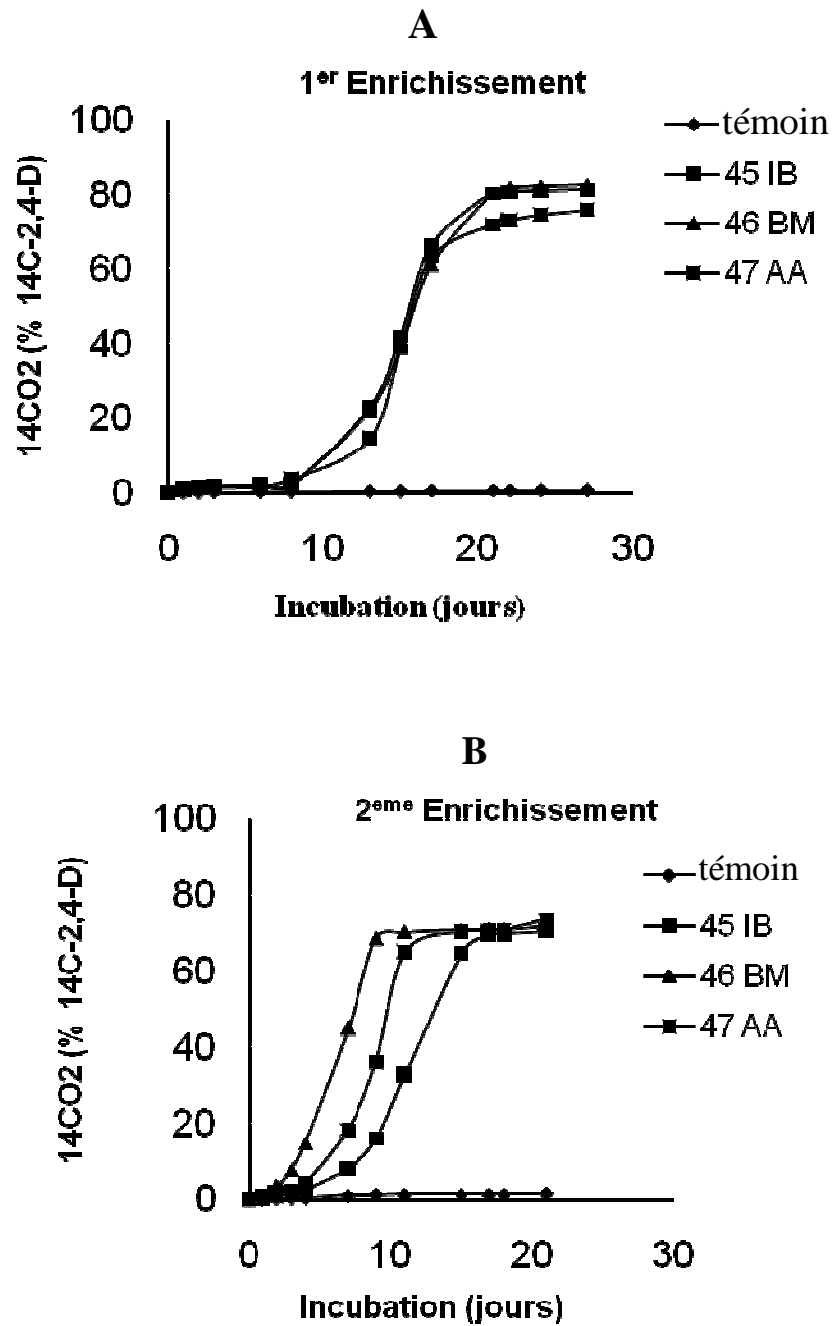 A
1er Enrichissement
14CO2 (% 14C-2,4-D)
100
80
60
40
20
0
0 10 20 30
Incubation (jours)
témoin
45 IB
46 BM
47 AA
B
2eme Enrichissement
14CO2 (% 14C-2,4-D)
100
80
60
40
20
0
0 10 20 30
Incubation (jours)
témoin
45 IB
46 BM
47 AA